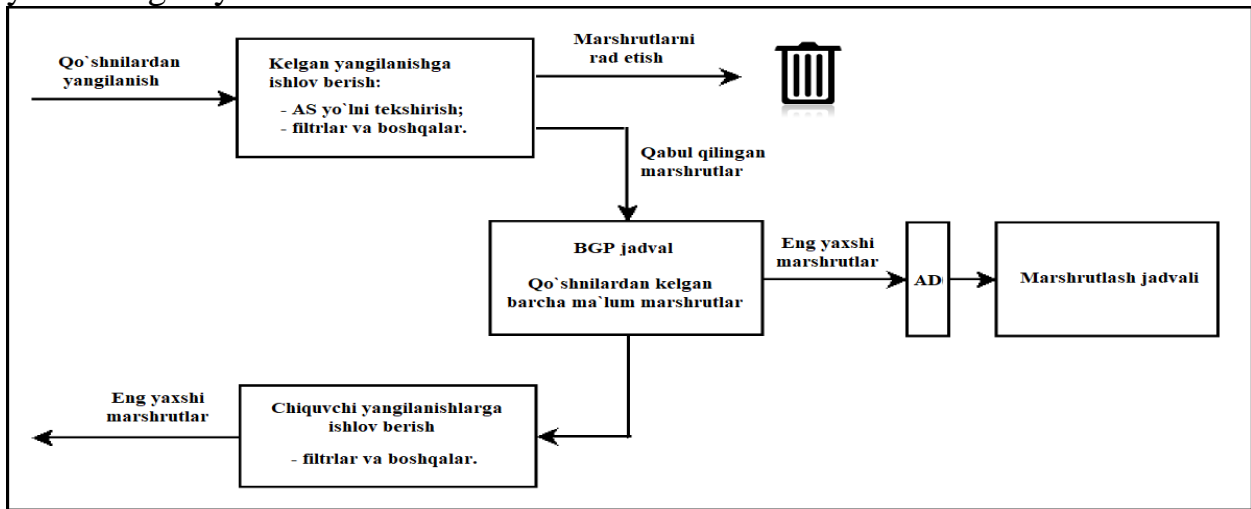 Qo`shnilardan
yangilanish
Kelgan yangilanishga
ishlov berish:
- AS yo`lni tekshirish;
- filtrlar va boshqalar.
Marshrutlarni
rad etish
Qabul qilingan
marshrutlar
BGP jadval
Qo`shnilardan kelgan
barcha ma`lum marshrutlar
Eng yaxshi
marshrutlar
AD
Marshrutlash jadvali
Eng yaxshi
marshrutlar
Chiquvchi yangilanishlarga
ishlov berish
- filtrlar va boshqalar.